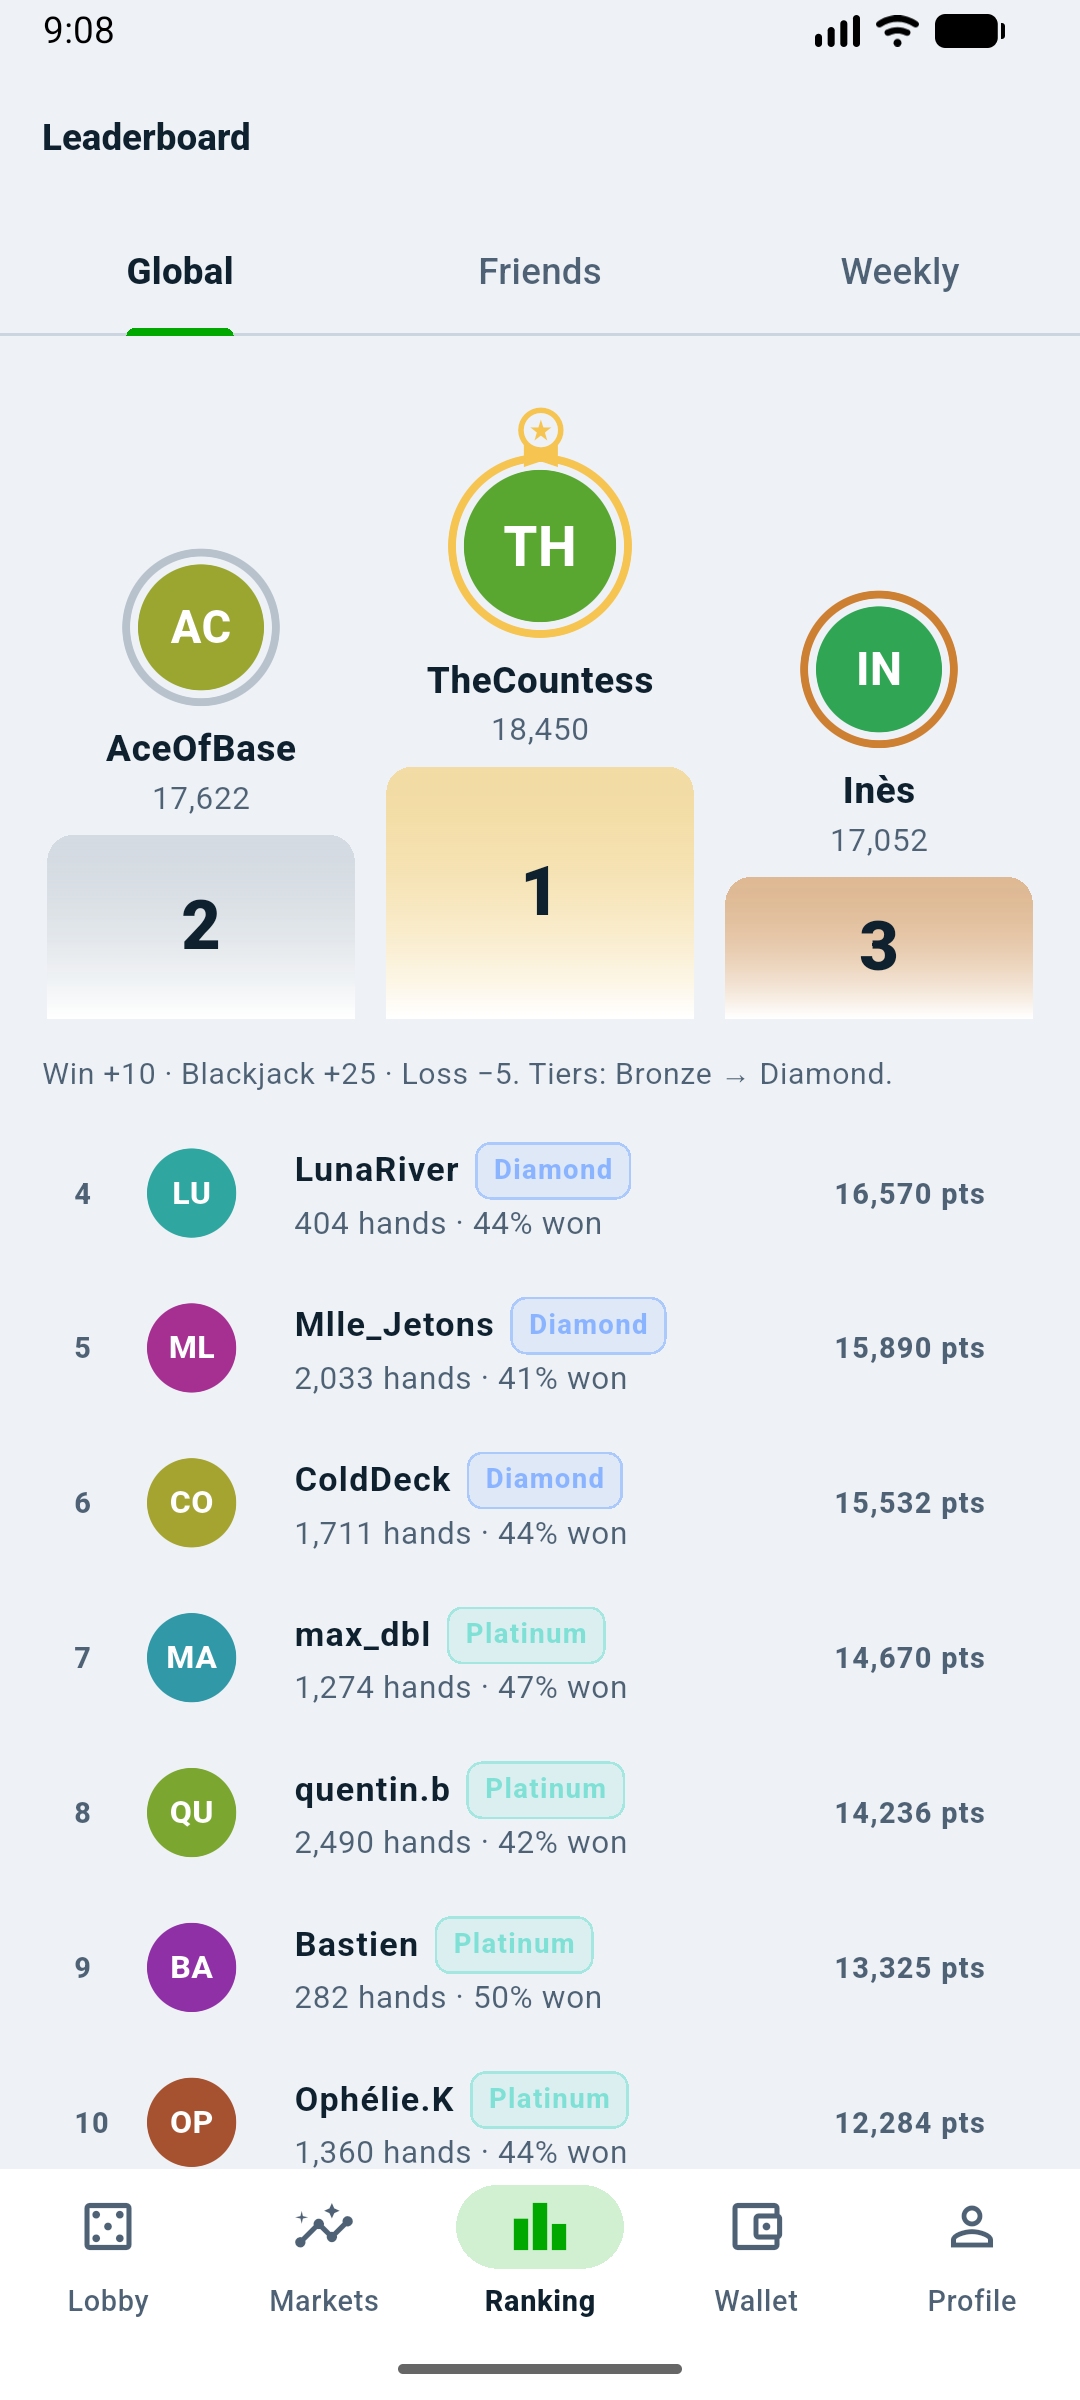 9:08
Leaderboard
Global
Friends
Weekly
TH
TheCountess
18,450
1
AC
AceOfBase
17,622
2
IN
Inès
17,052
3
Win +10 · Blackjack +25 · Loss −5. Tiers: Bronze → Diamond.
4
LU
LunaRiver
Diamond
404 hands · 44% won
16,570 pts
5
ML
Mlle_Jetons
Diamond
2,033 hands · 41% won
15,890 pts
6
CO
ColdDeck
Diamond
1,711 hands · 44% won
15,532 pts
7
MA
max_dbl
Platinum
1,274 hands · 47% won
14,670 pts
8
QU
quentin.b
Platinum
2,490 hands · 42% won
14,236 pts
9
BA
Bastien
Platinum
282 hands · 50% won
13,325 pts
10
OP
Ophélie.K
Platinum
1,360 hands · 44% won
12,284 pts
Lobby
Markets
Ranking
Wallet
Profile